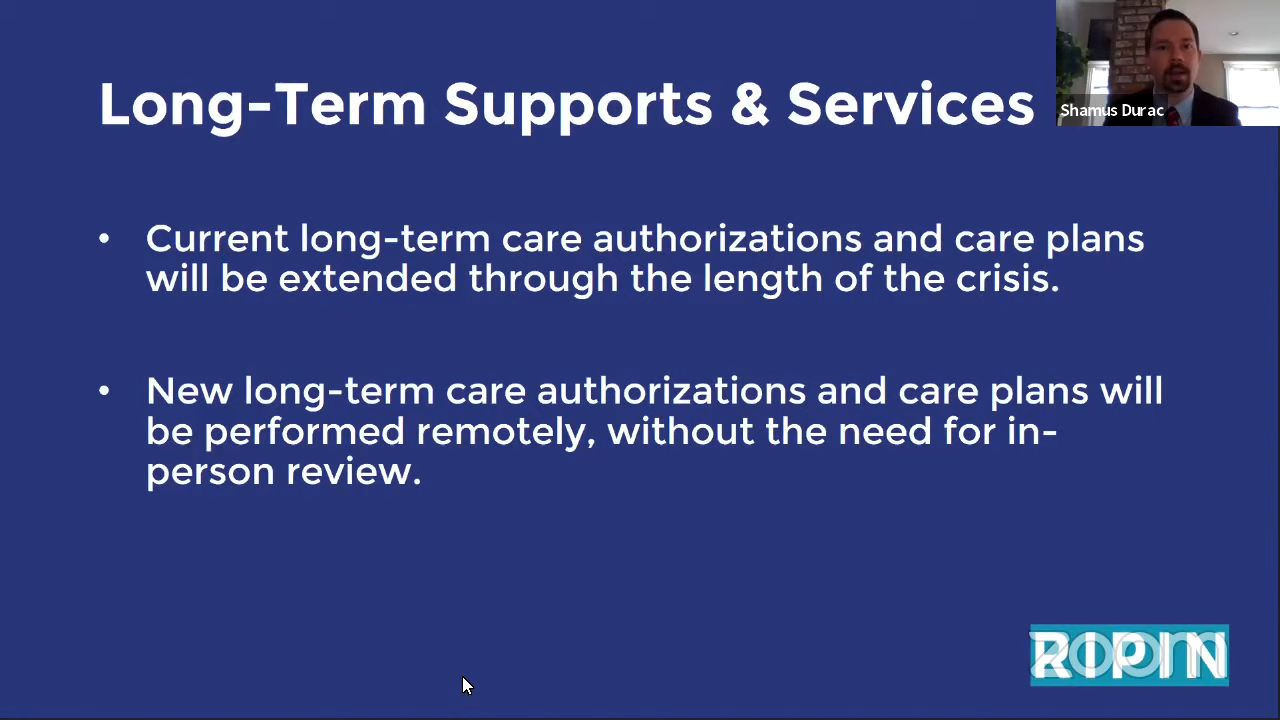 Long-Term Supports & Services
Shamus Durac
• Current long-term care authorizations and care plans
will be extended through the length of the crisis.
• New long-term care authorizations and care plans will
be performed remotely, without the need for in-
person review.
RIPIN
zoom